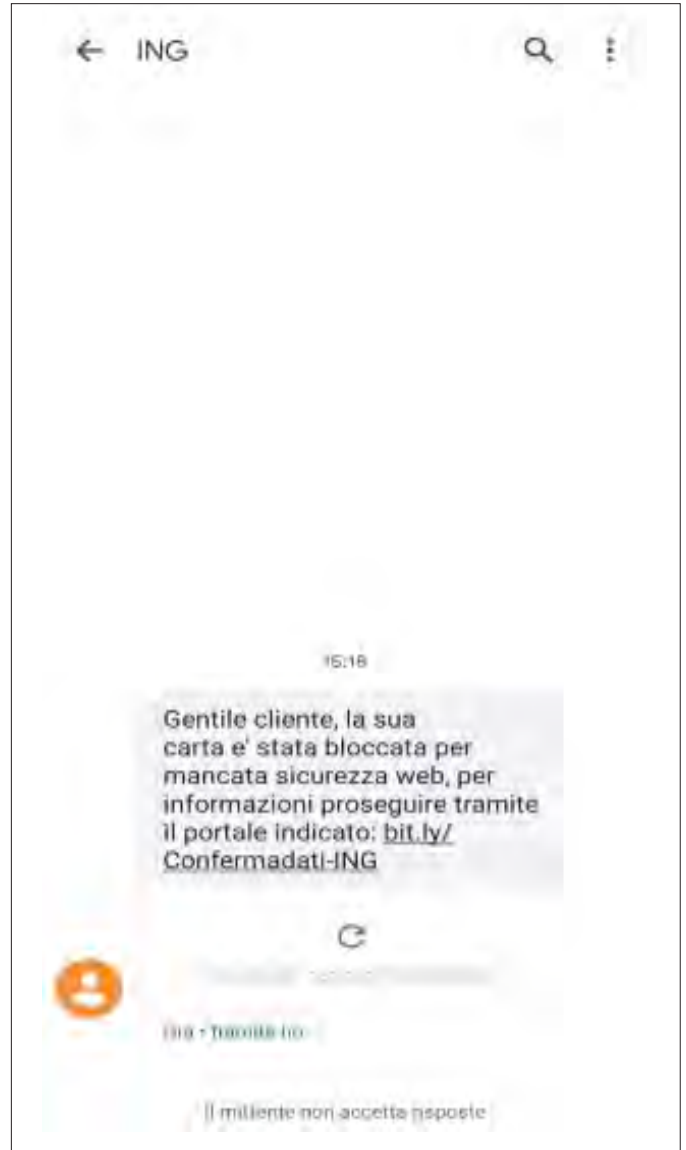 ING
15:18
Gentile cliente, la sua
carta e' stata bloccata per
mancata sicurezza web, per
informazioni proseguire tramite
il portale indicato: bit.ly/
Confermadati-ING
Il mittente non accetta risposte